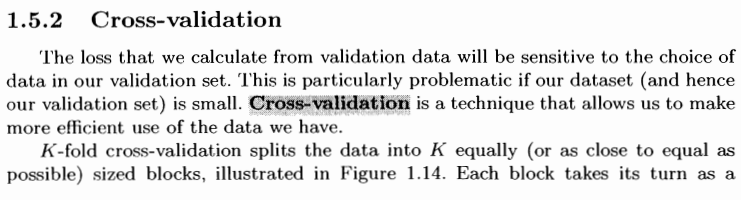 1.5.2 Cross-validation
The loss that we calculate from validation data will be sensitive to the choice of
data in our validation set. This is particularly problematic if our dataset (and hence
our validation set) is small. Cross-validation is a technique that allows us to make
more efficient use of the data we have.
K-fold cross-validation splits the data into K equally (or as close to equal as
possible) sized blocks, illustrated in Figure 1.14. Each block takes its turn as a